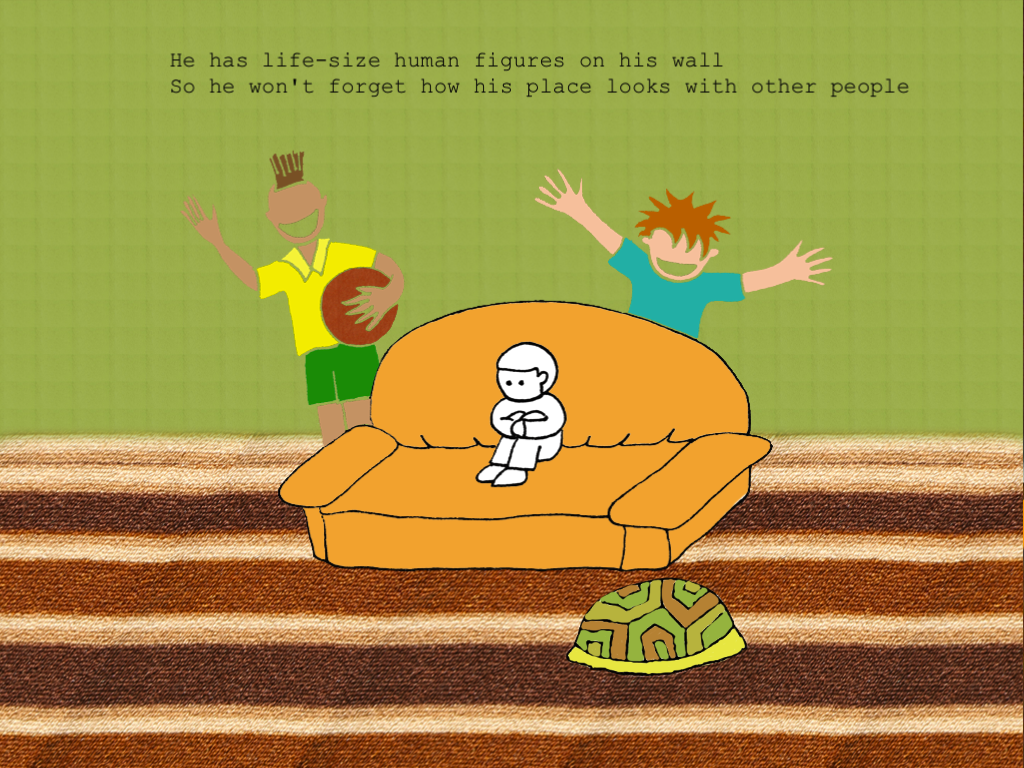 He has life-size human figures on his wall
So he won't forget how his place looks with other people